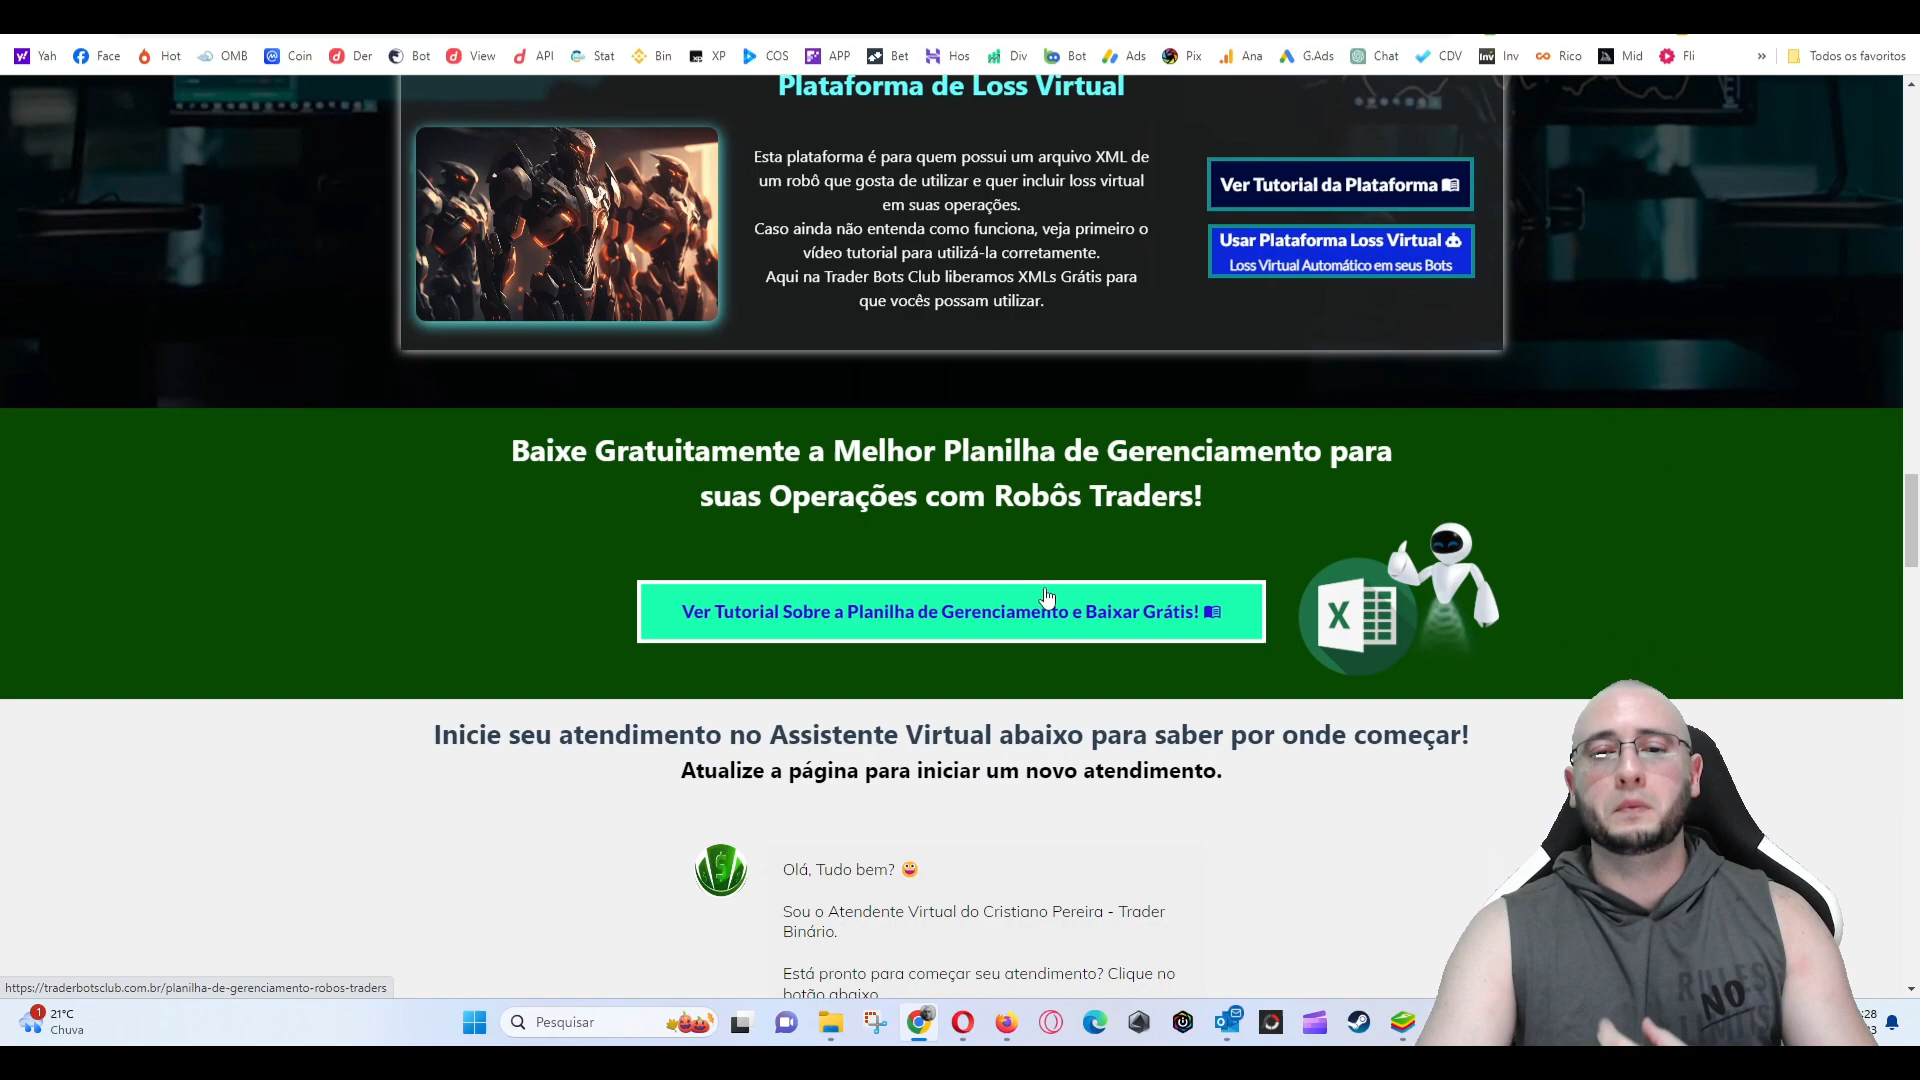 Yah Face Hot OMB Coin Der Bot View API Stat Bin XP COS APP Bet Hos Div Bot Ads Pix Ana G.Ads Chat CDV Inv Rico Mid Fli » Todos os favoritos
Plataforma de Loss Virtual
Esta plataforma é para quem possui um arquivo XML de
um robô que gosta de utilizar e quer incluir loss virtual
em suas operações.
Caso ainda não entenda como funciona, veja primeiro o
vídeo tutorial para utilizá-la corretamente.
Aqui na Trader Bots Club liberamos XMLs Grátis para
que vocês possam utilizar.
Ver Tutorial da Plataforma
Usar Plataforma Loss Virtual
Loss Virtual Automático em seus Bots
Baixe Gratuitamente a Melhor Planilha de Gerenciamento para
suas Operações com Robôs Traders!
Ver Tutorial Sobre a Planilha de Gerenciamento e Baixar Grátis!
X
Inicie seu atendimento no Assistente Virtual abaixo para saber por onde começar!
Atualize a página para iniciar um novo atendimento.
Olá, Tudo bem?
Sou o Atendente Virtual do Cristiano Pereira - Trader
Binário.
Está pronto para começar seu atendimento? Clique no
botão abaixo
https://traderbotsclub.com.br/planilha-de-gerenciamento-robos-traders
1
21°C
Chuva
Pesquisar
:28
RULES
NO